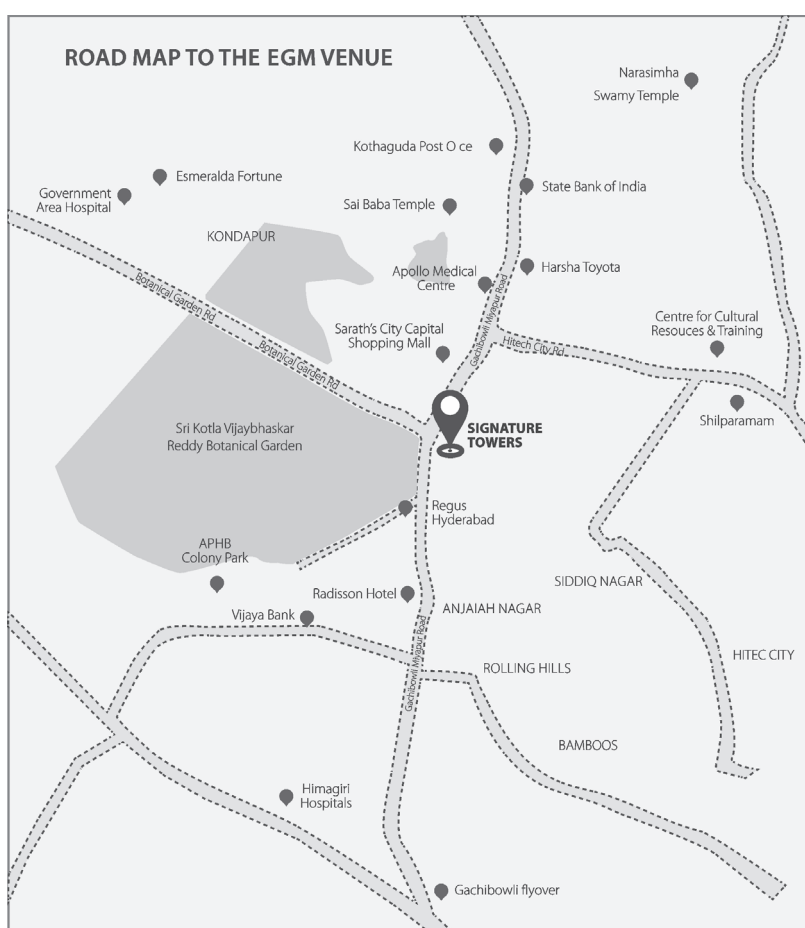 ROAD MAP TO THE EGM VENUE
Narasimha
Swamy Temple
Kothaguda Post O ce
State Bank of India
Esmeralda Fortune
Government
Area Hospital
Sai Baba Temple
KONDAPUR
Apollo Medical
Centre
Harsha Toyota
Botanical Garden Rd
Gachibowli Miyapur Road
Centre for Cultural
Resouces & Training
Sarath's City Capital
Shopping Mall
Hitech City Rd
Botanical Garden Rd
Shilparamam
SIGNATURE
TOWERS
Sri Kotla Vijaybhaskar
Reddy Botanical Garden
Regus
Hyderabad
APHB
Colony Park
SIDDIQ NAGAR
Radisson Hotel
ANJAIAH NAGAR
Vijaya Bank
Gachibowli Miyapur Road
HITEC CITY
ROLLING HILLS
BAMBOOS
Himagiri
Hospitals
Gachibowli flyover